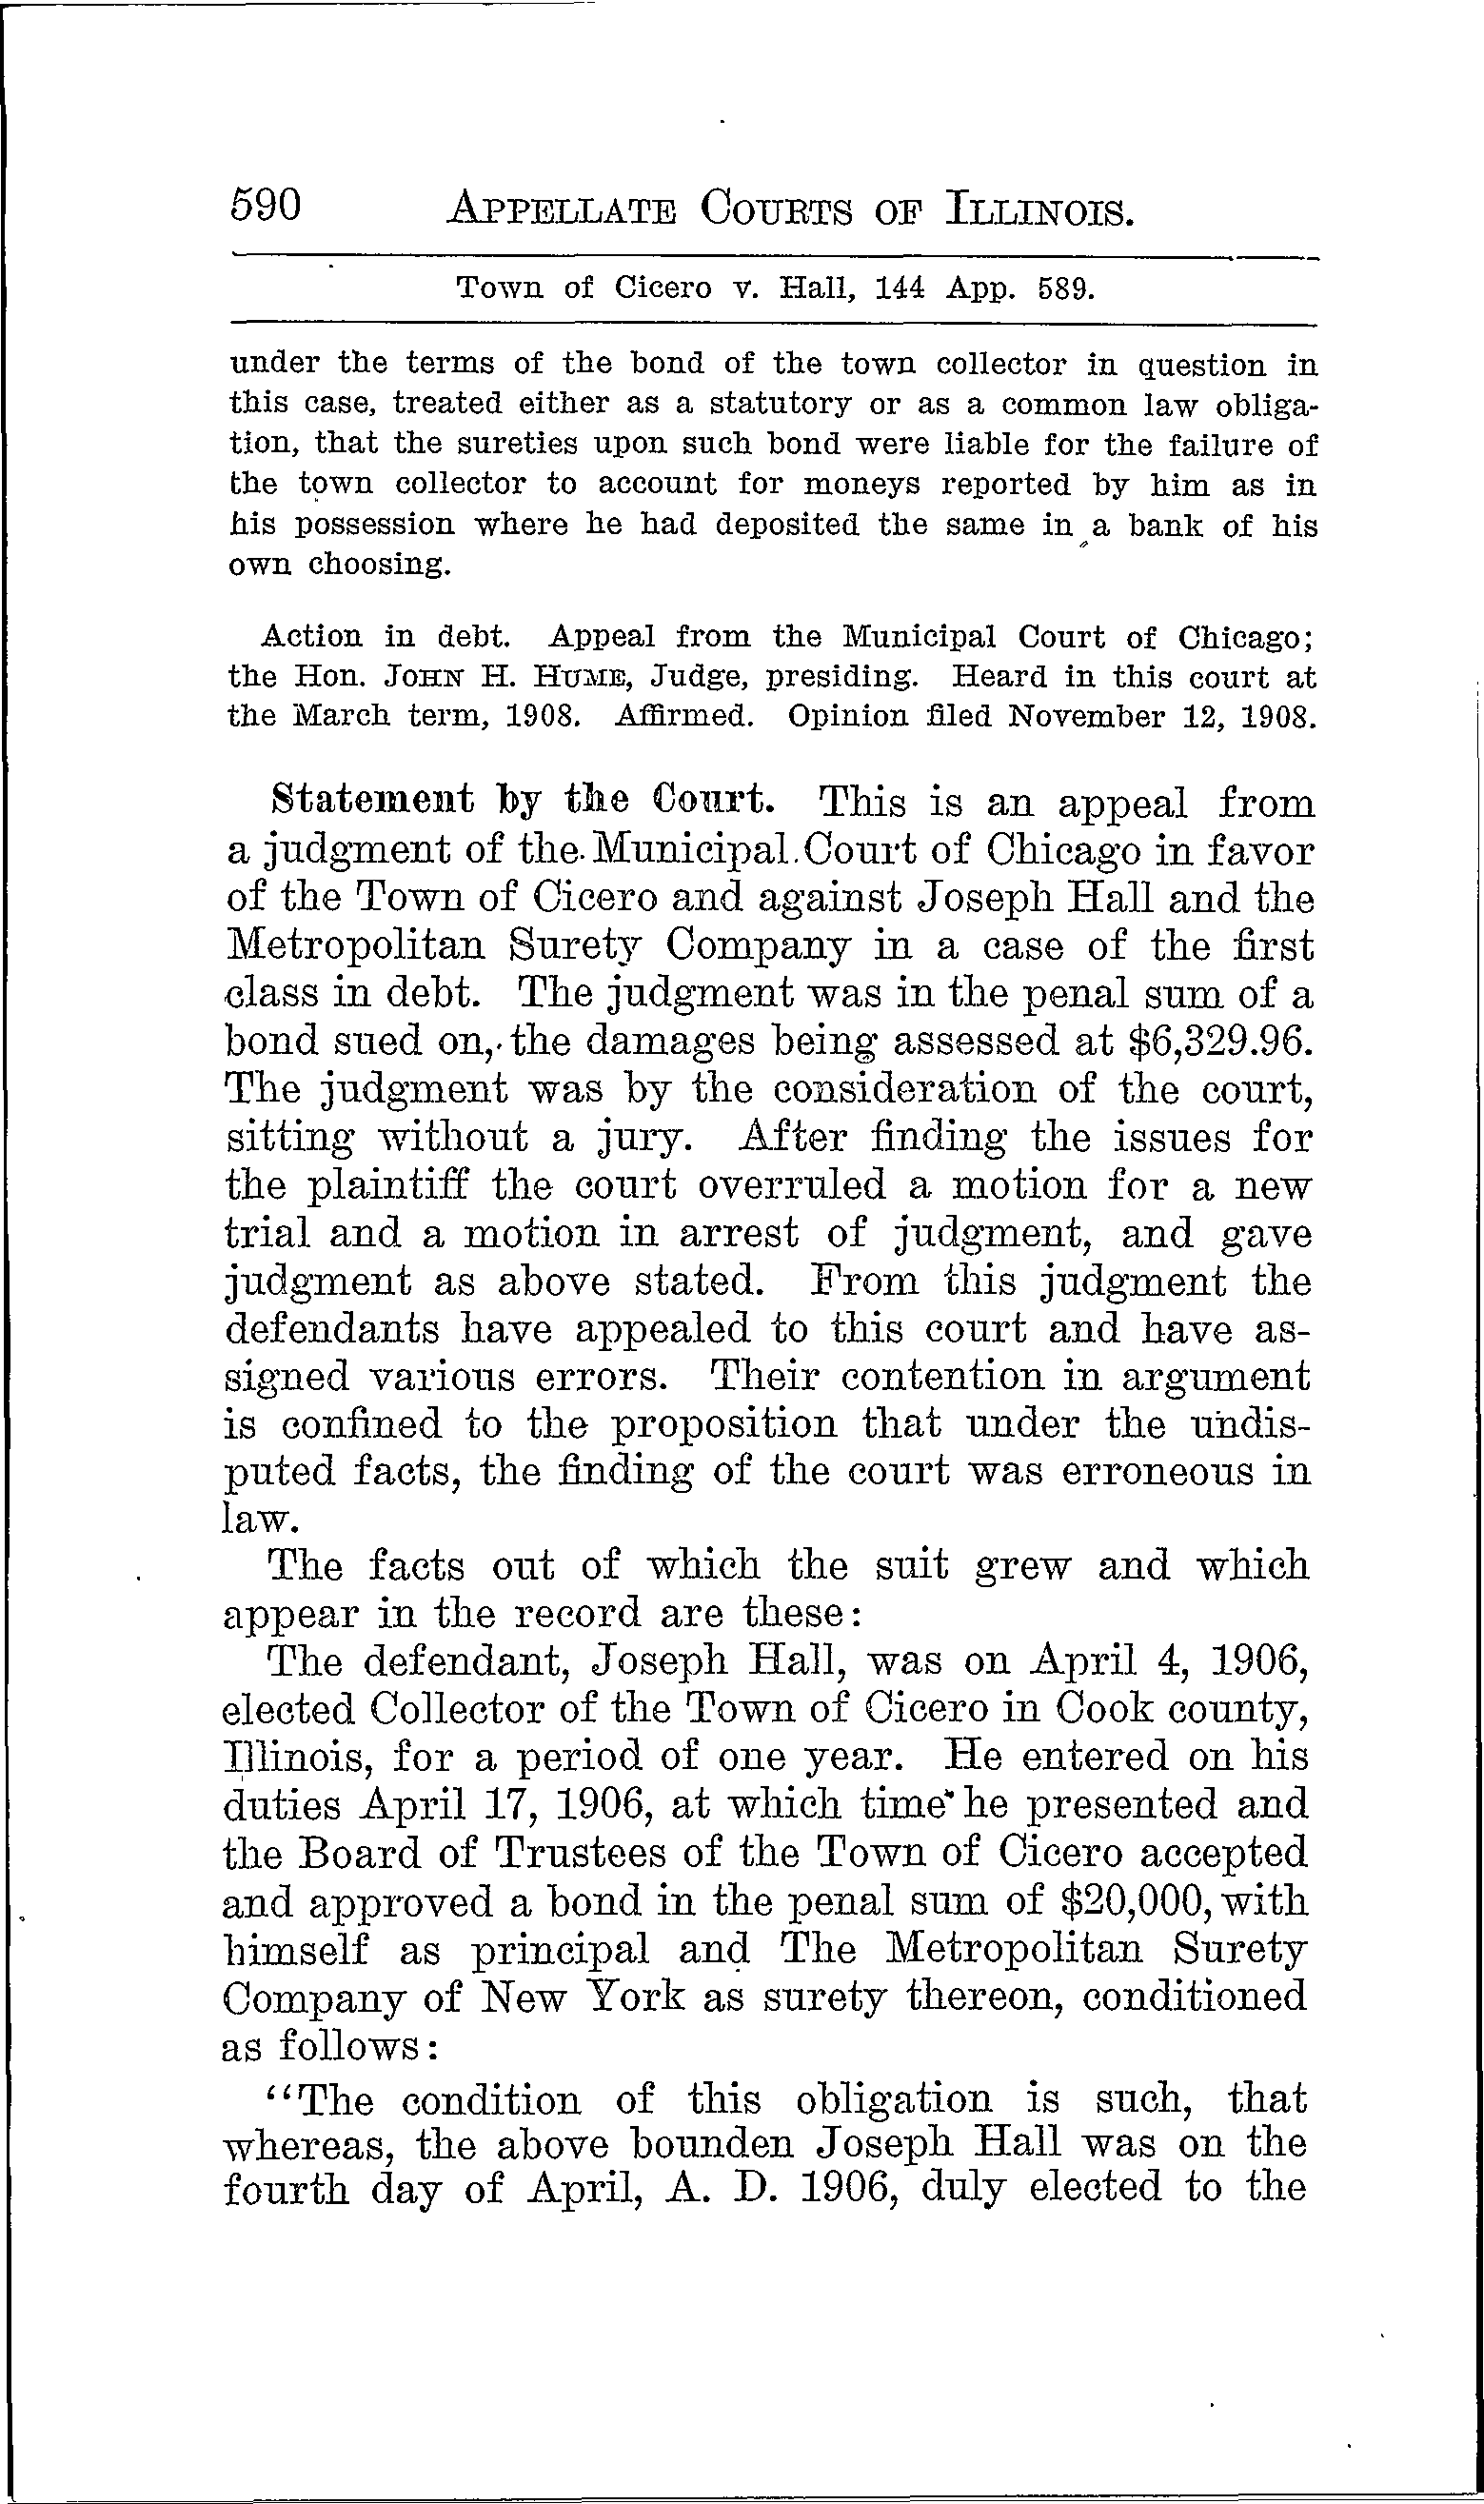 590 APPELLATE COURTS OF ILLINOIS.
Town of Cicero v. Hall, 144 App. 589.
under the terms of the bond of the town collector in question in
this case, treated either as a statutory or as a common law obliga-
tion, that the sureties upon such bond were liable for the failure of
the town collector to account for moneys reported by him as in
his possession where he had deposited the same in a bank of his
own choosing.
Action in debt. Appeal from the Municipal Court of Chicago;
the Hon. JOHN H. HUME, Judge, presiding. Heard in this court at
the March term, 1908. Affirmed. Opinion filed November 12, 1908.
Statement by the Court. This is an appeal from
a judgment of the Municipal Court of Chicago in favor
of the Town of Cicero and against Joseph Hall and the
Metropolitan Surety Company in a case of the first
class in debt. The judgment was in the penal sum of a
bond sued on, the damages being assessed at $6,329.96.
The judgment was by the consideration of the court,
sitting without a jury. After finding the issues for
the plaintiff the court overruled a motion for a new
trial and a motion in arrest of judgment, and gave
judgment as above stated. From this judgment the
defendants have appealed to this court and have as-
signed various errors. Their contention in argument
is confined to the proposition that under the undis-
puted facts, the finding of the court was erroneous in
law.
The facts out of which the suit grew and which
appear in the record are these:
The defendant, Joseph Hall, was on April 4, 1906,
elected Collector of the Town of Cicero in Cook county,
Illinois, for a period of one year. He entered on his
duties April 17, 1906, at which time he presented and
the Board of Trustees of the Town of Cicero accepted
and approved a bond in the penal sum of $20,000, with
himself as principal and The Metropolitan Surety
Company of New York as surety thereon, conditioned
as follows:
"The condition of this obligation is such, that
whereas, the above bounden Joseph Hall was on the
fourth day of April, A. D. 1906, duly elected to the